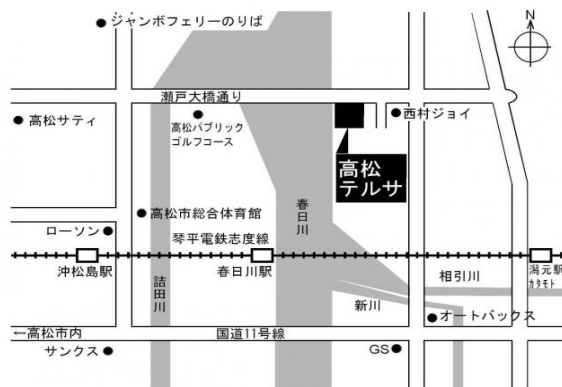 ジャンボフェリーのりば
N
瀬戸大橋通り
高松サティ
高松パブリック
ゴルフコース
西村ジョイ
高松
テルサ
春日川
高松市総合体育館
ローソン
琴平電鉄志度線
沖松島駅
春日川駅
潟元駅
カタモト
詰田川
相引川
新川
オートバックス
←高松市内
国道11号線
サンクス
GS